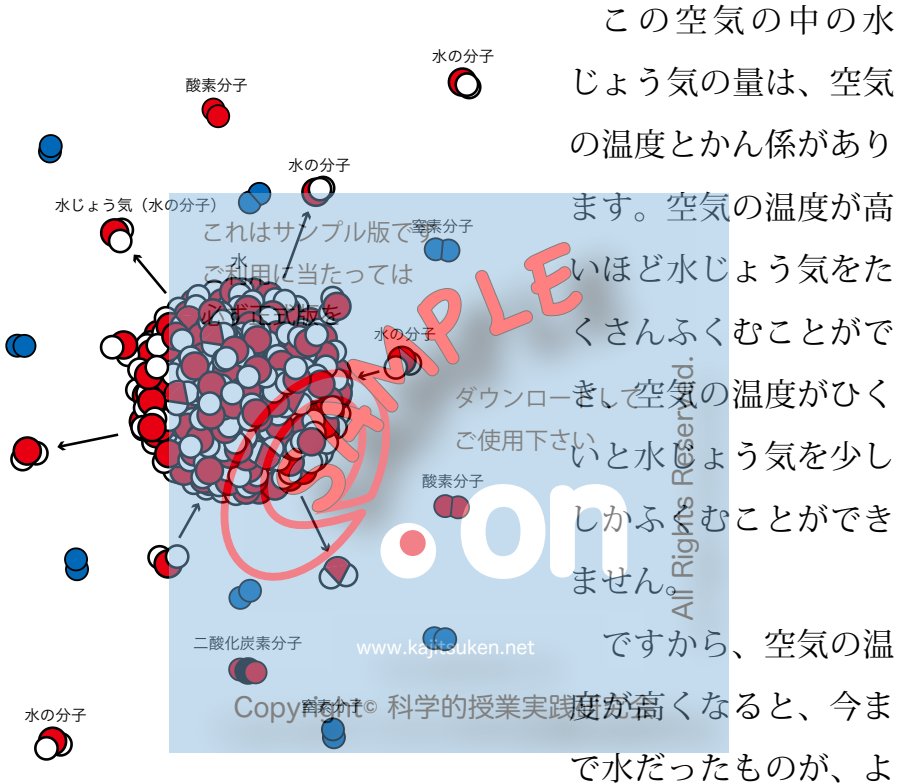 水の分子
酸素分子
水の分子
水じょう気（水の分子）
窒素分子
水
水の分子
酸素分子
二酸化炭素分子
窒素分子
水の分子
この空気の中の水
じょう気の量は、空気
の温度とかん係があり
ます。空気の温度が高
いほど水じょう気をた
くさんふくむことがで
き、空気の温度がひく
いと水じょう気を少し
しかふくむことができ
ません。
ですから、空気の温
度が高くなると、今ま
で水だったものが、よ
これはサンプル版です
ご利用に当たっては
必ず正式版を
ダウンロードして
ご使用下さい
SAMPLE
.on
www.kajitsuken.net
Copyright© 科学的授業実践研究会
All Rights Reserved.